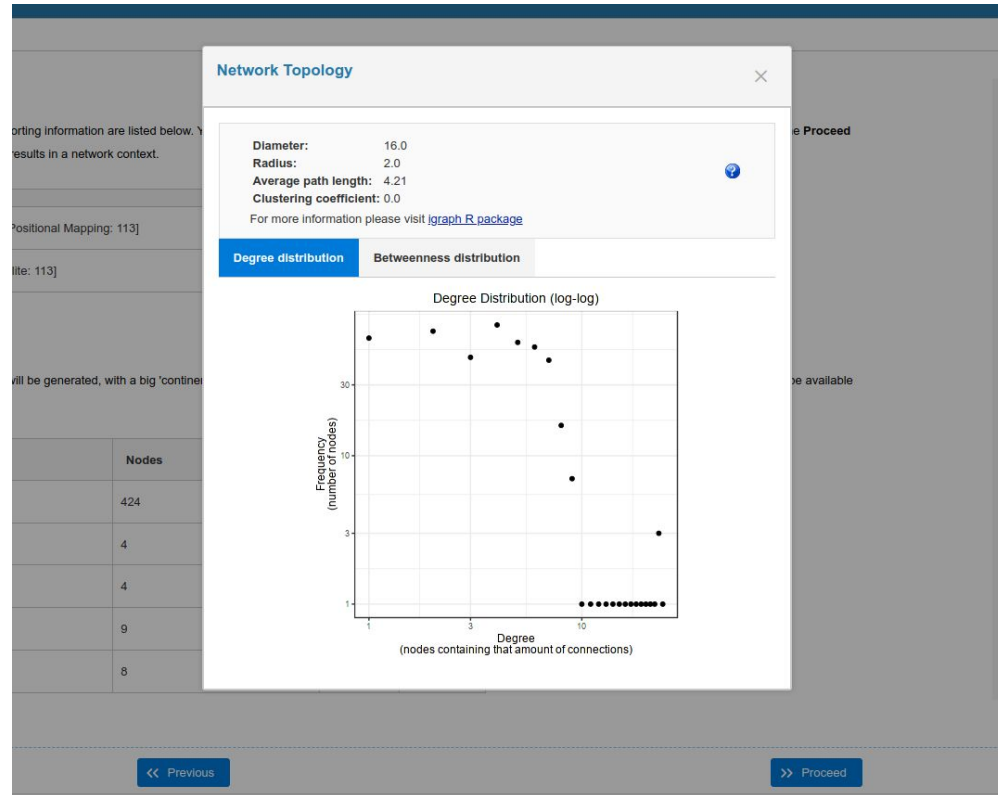 Network Topology
orting information are listed below.
e Proceed
results in a network context.
Diameter: 16.0
Radius: 2.0
Average path length: 4.21
Clustering coefficient: 0.0
For more information please visit igraph R package
Positional Mapping: 113]
lite: 113]
Degree distribution Betweenness distribution
Degree Distribution (log-log)
will be generated, with a big 'contine
be available
30
10
3
1
Frequency
(number of nodes)
1 3 10
Degree
(nodes containing that amount of connections)
Nodes
424
4
4
9
8
Previous
Proceed